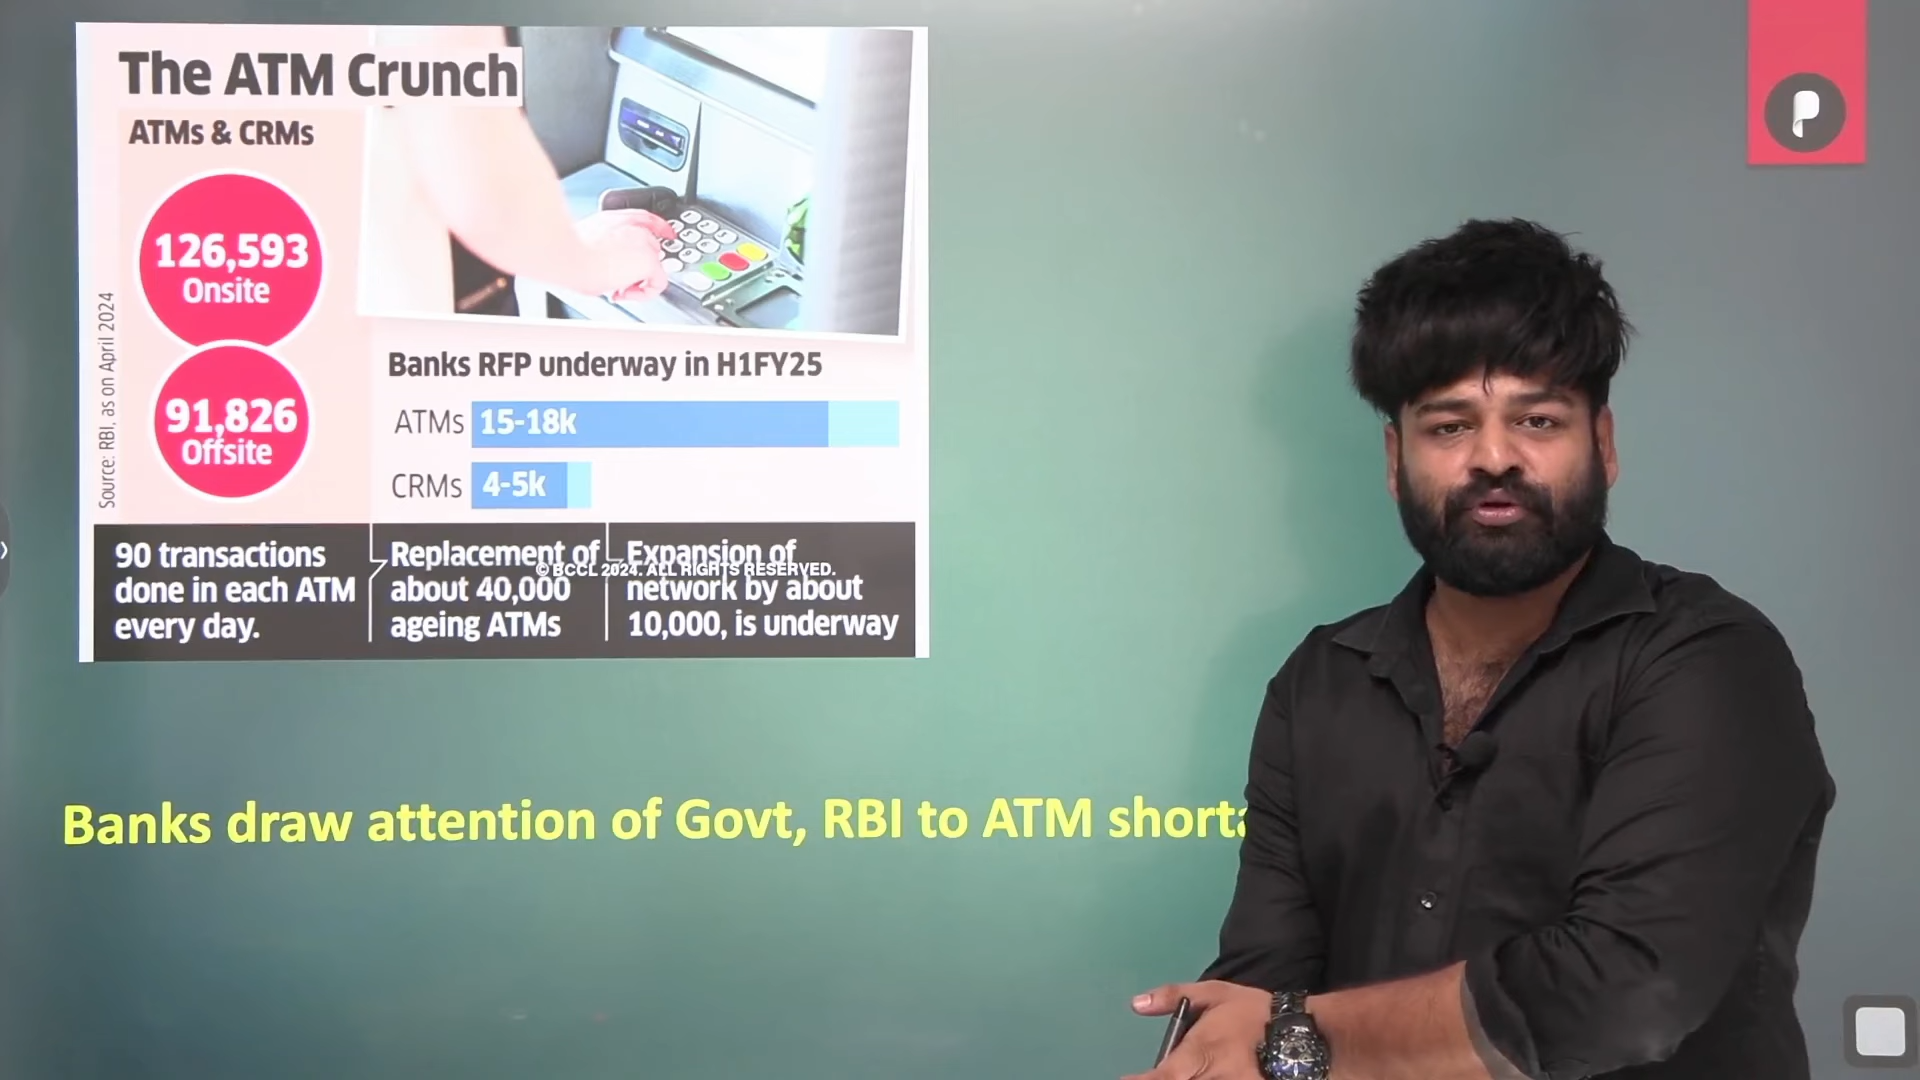 The ATM Crunch
ATMs & CRMs
126,593
Onsite
91,826
Offsite
Source: RBI, as on April 2024
Banks RFP underway in H1FY25
ATMs 15-18k
CRMs 4-5k
90 transactions
done in each ATM
every day.
Replacement of
about 40,000
ageing ATMs
Expansion of
network by about
10,000, is underway
© BCCL 2024. ALL RIGHTS RESERVED.
Banks draw attention of Govt, RBI to ATM